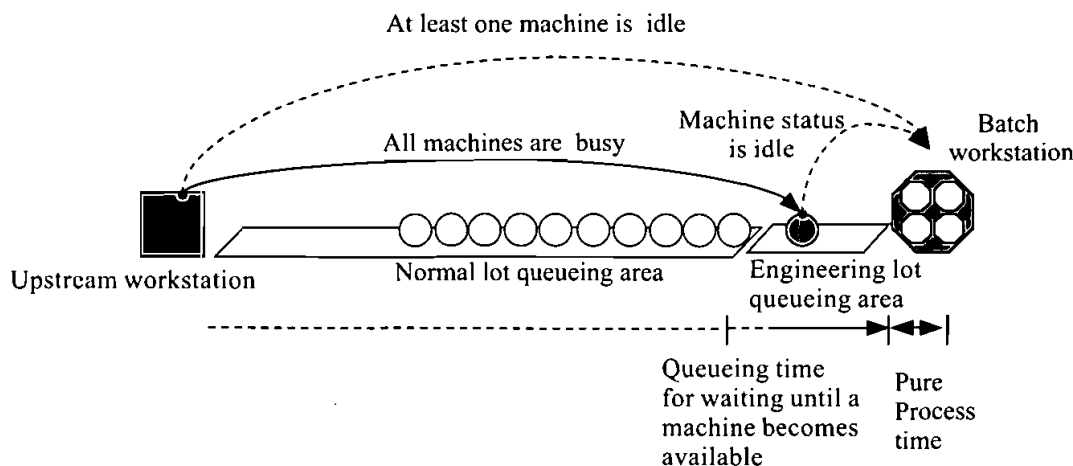 At least one machine is idle
Machine status
is idle
Batch
workstation
All machines are busy
Upstream workstation
Normal lot queueing area
Engineering lot
queueing area
Queueing time
for waiting until a
machine becomes
available
Pure
Process
time